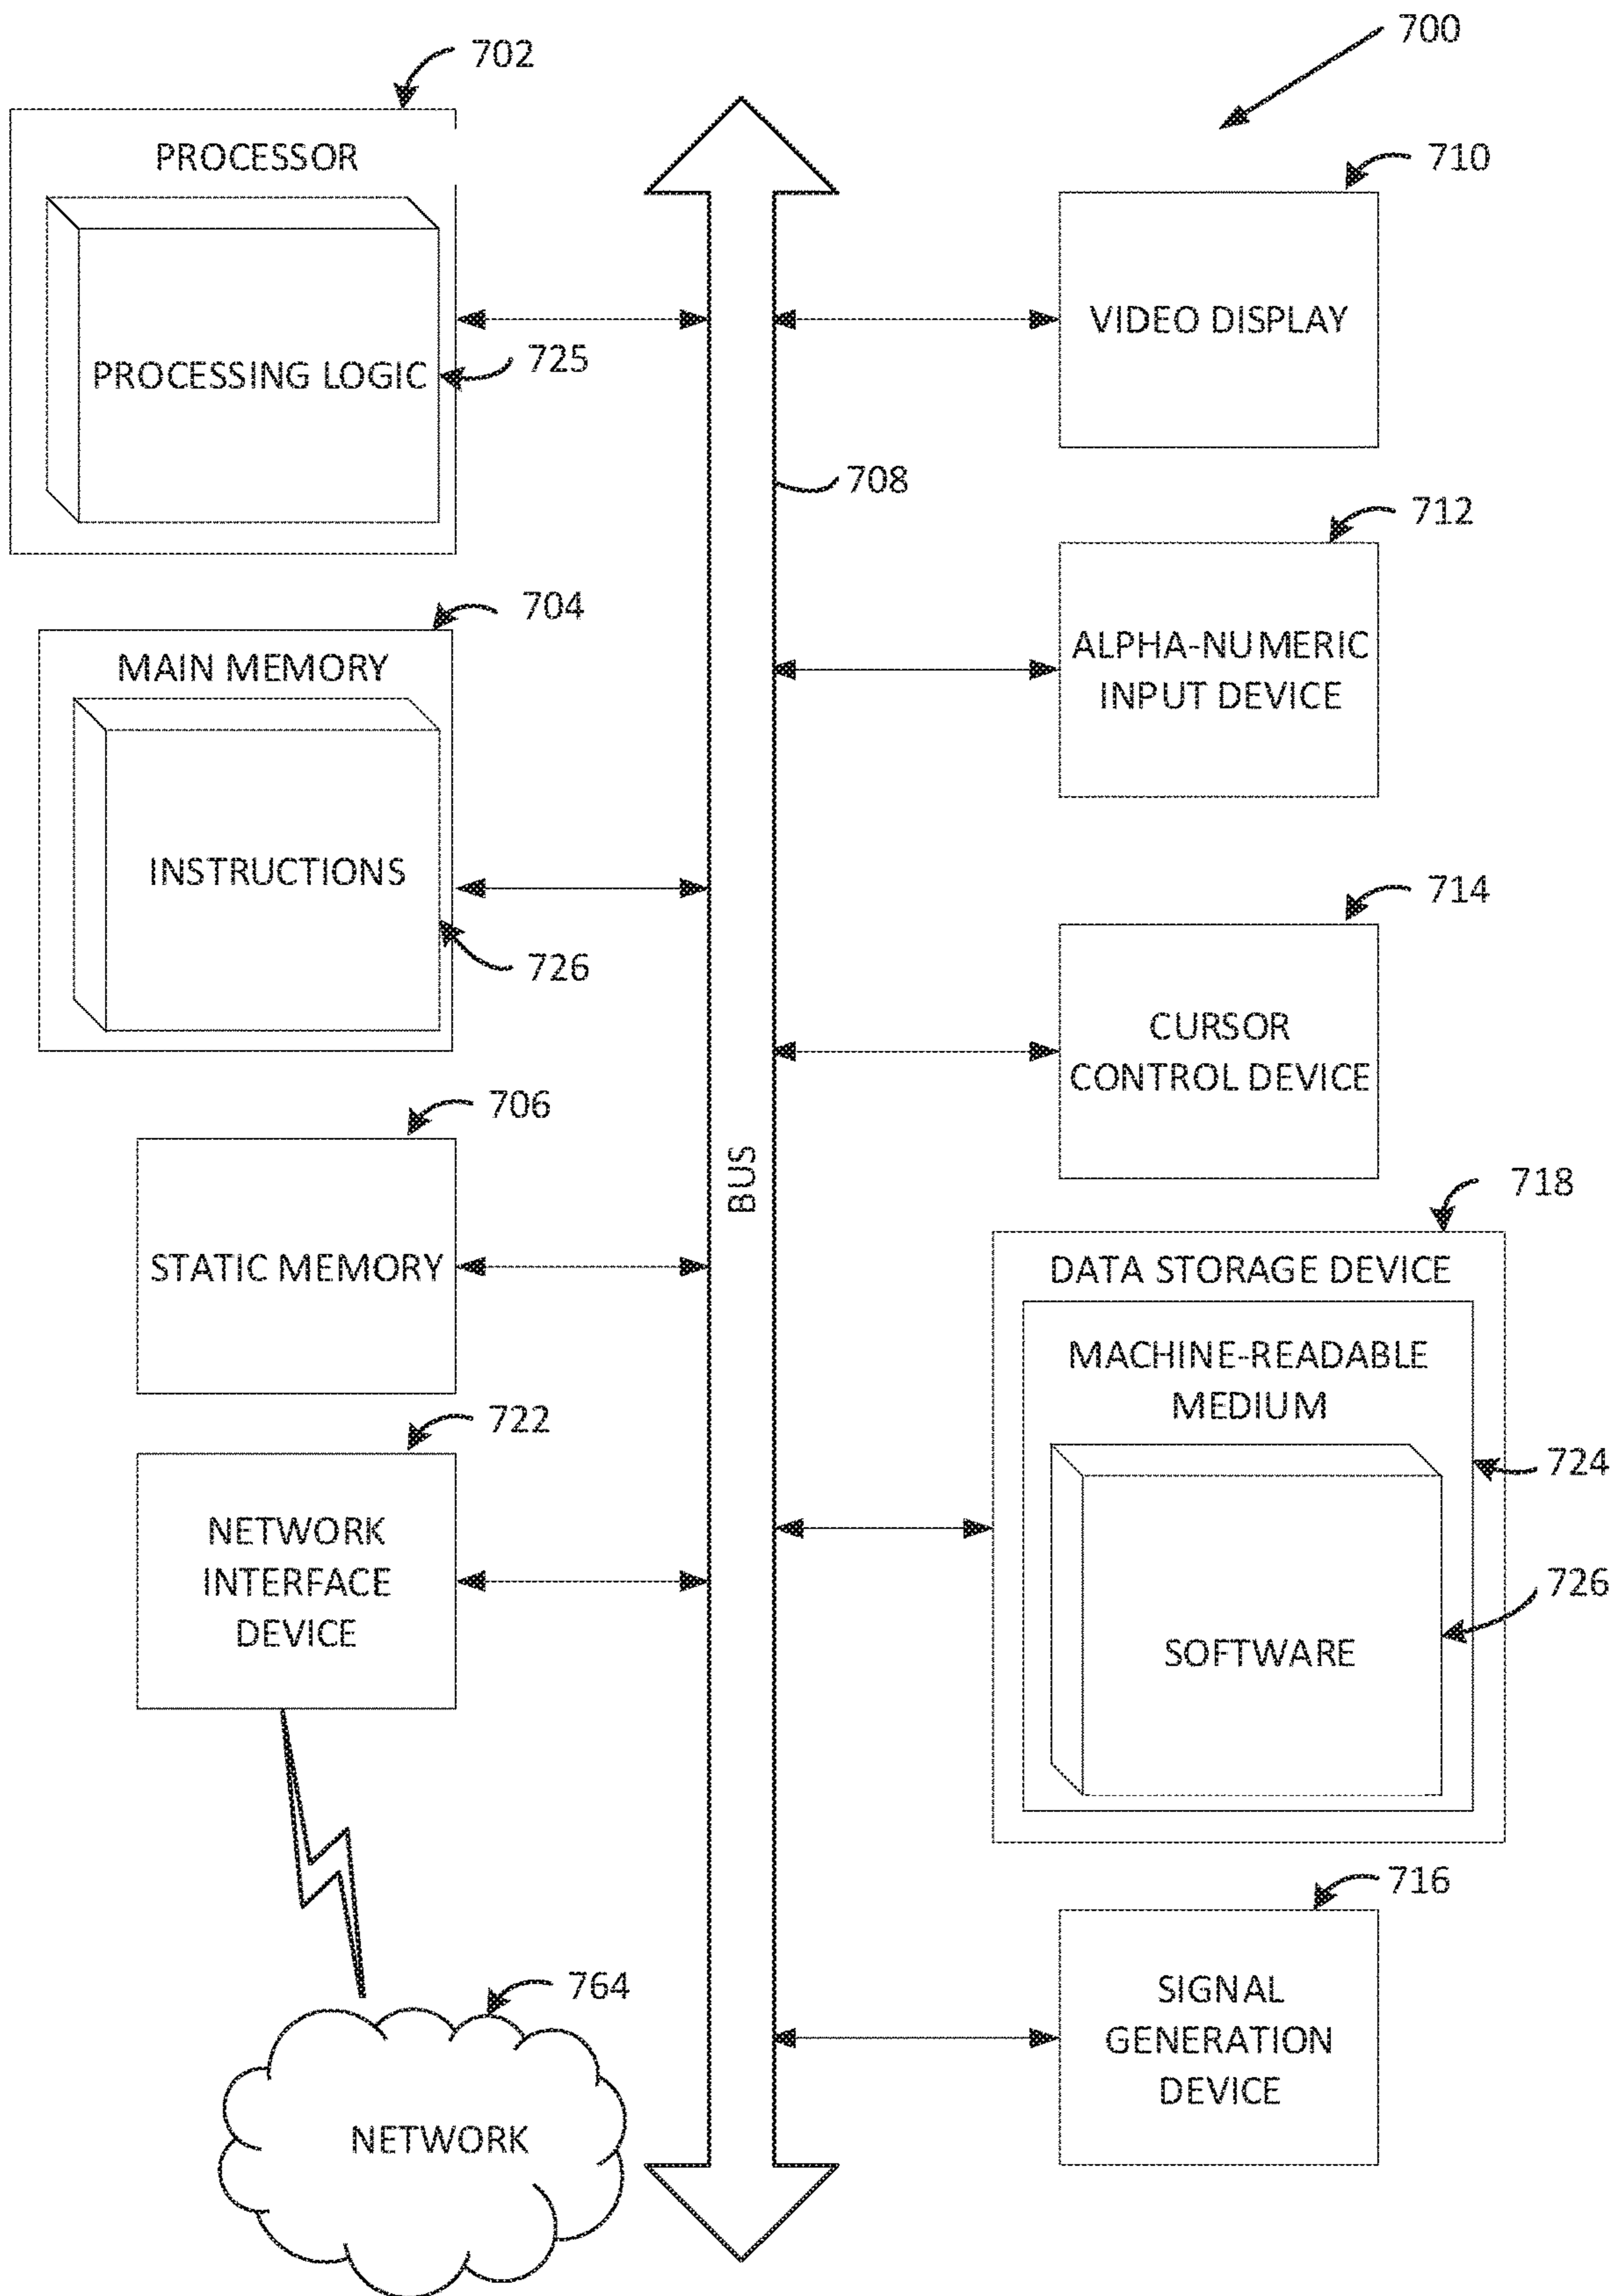 700
702
PROCESSOR
PROCESSING LOGIC
725
704
MAIN MEMORY
INSTRUCTIONS
726
706
STATIC MEMORY
722
NETWORK
INTERFACE
DEVICE
764
NETWORK
BUS
708
710
VIDEO DISPLAY
712
ALPHA-NUMERIC
INPUT DEVICE
714
CURSOR
CONTROL DEVICE
718
DATA STORAGE DEVICE
MACHINE-READABLE
MEDIUM
724
726
SOFTWARE
716
SIGNAL
GENERATION
DEVICE